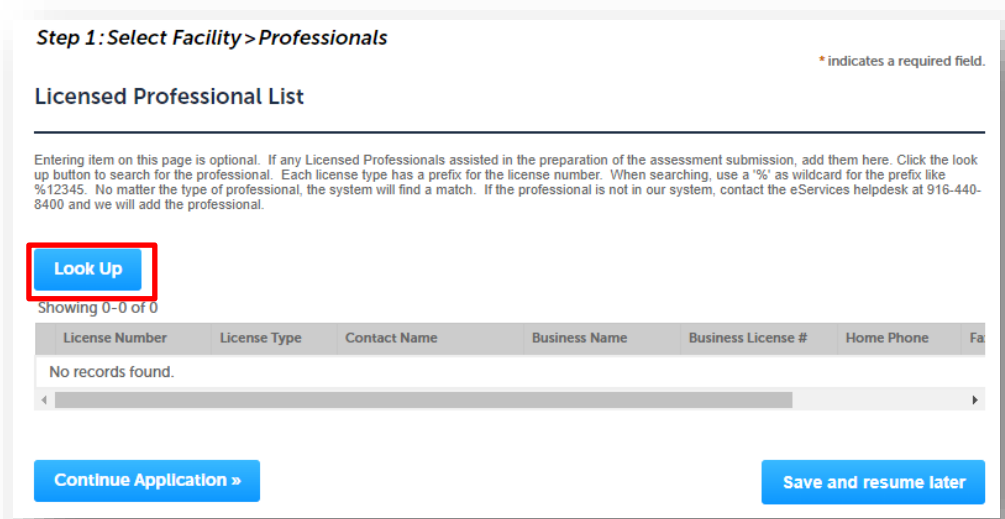 Step 1: Select Facility > Professionals
* indicates a required field.
Licensed Professional List
Entering item on this page is optional. If any Licensed Professionals assisted in the preparation of the assessment submission, add them here. Click the look
up button to search for the professional. Each license type has a prefix for the license number. When searching, use a '%' as wildcard for the prefix like
%12345. No matter the type of professional, the system will find a match. If the professional is not in our system, contact the eServices helpdesk at 916-440-
8400 and we will add the professional.
Look Up
Showing 0-0 of 0
License Number License Type Contact Name Business Name Business License # Home Phone Fa
No records found.
Continue Application »
Save and resume later